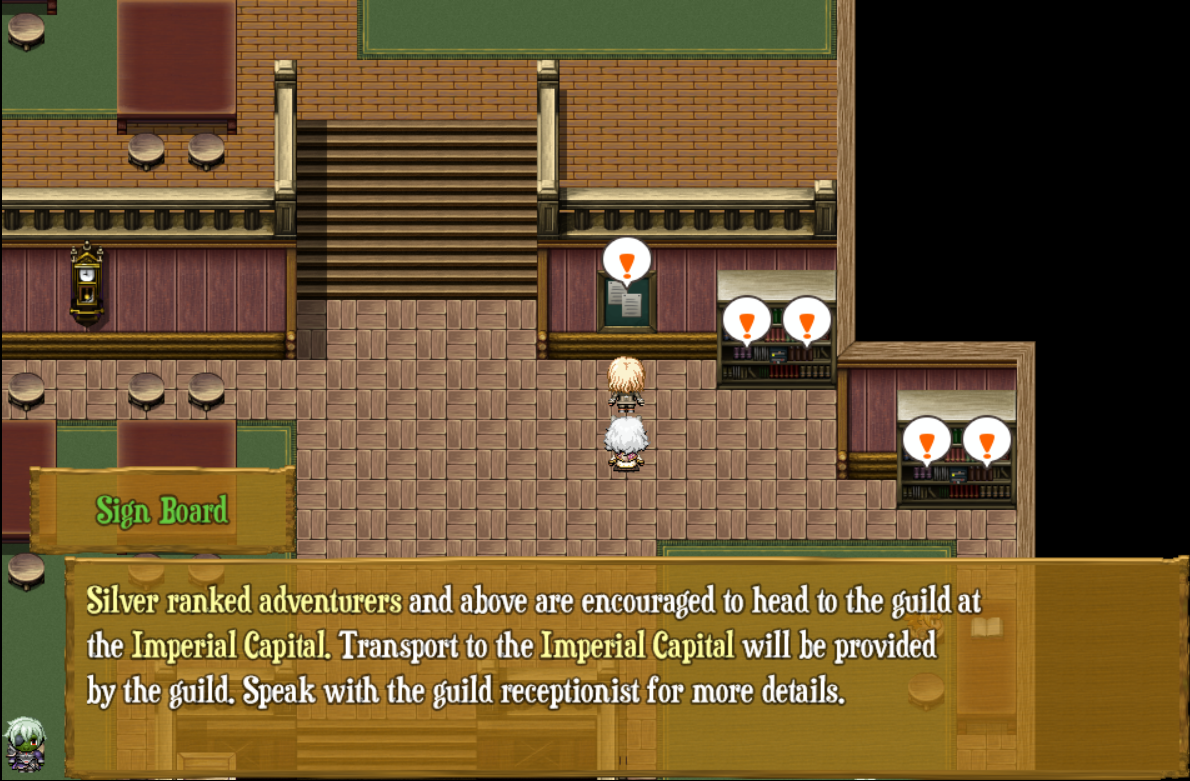 Sign Board
Silver ranked adventurers and above are encouraged to head to the guild at
the Imperial Capital. Transport to the Imperial Capital will be provided
by the guild. Speak with the guild receptionist for more details.